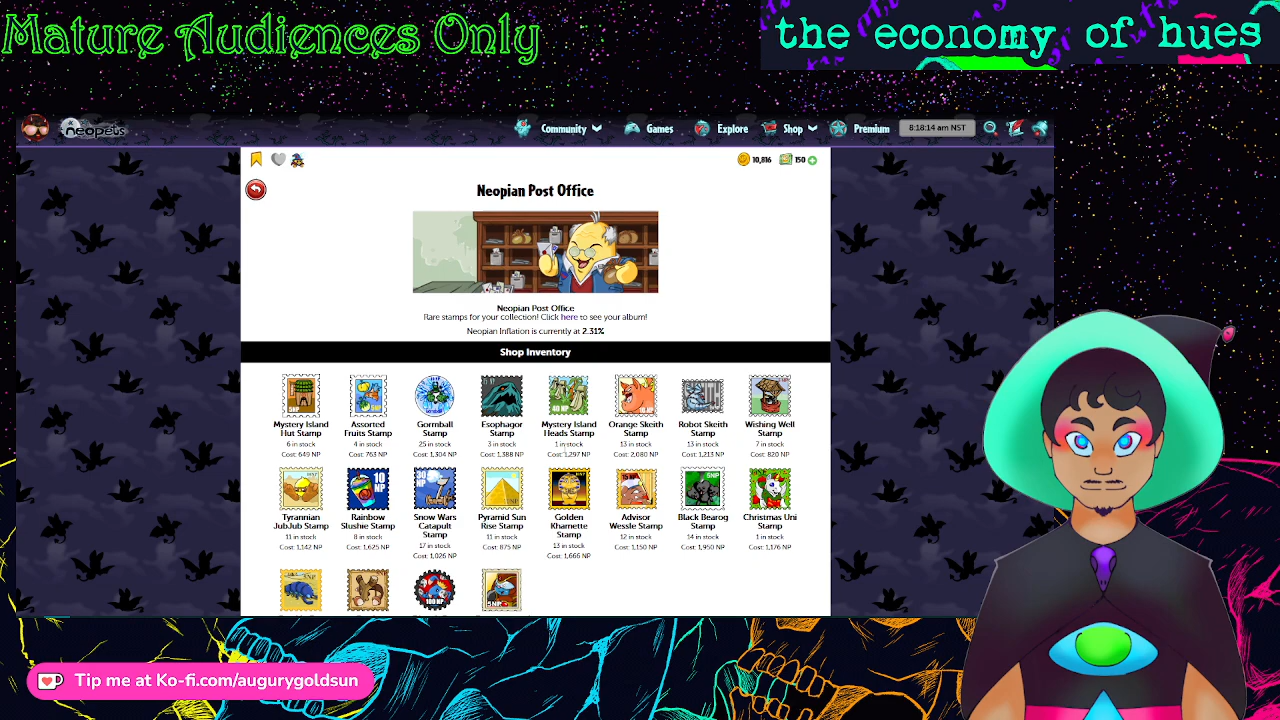 Mature Audiences Only
the economy of hues
neopets
Community
Games
Explore
Shop
Premium
8:18:14 am NST
10,816
150
Neopian Post Office
Neopian Post Office
Rare stamps for your collection! Click here to see your album!
Neopian Inflation is currently at 2.31%
Shop Inventory
Mystery Island Hut Stamp
6 in stock
Cost: 649 NP
Assorted Fruits Stamp
4 in stock
Cost: 763 NP
Gormball Stamp
25 in stock
Cost: 1,304 NP
Esophagor Stamp
3 in stock
Cost: 1,388 NP
Mystery Island Heads Stamp
1 in stock
Cost: 1,297 NP
Orange Skeith Stamp
13 in stock
Cost: 2,080 NP
Robot Skeith Stamp
13 in stock
Cost: 1,213 NP
Wishing Well Stamp
7 in stock
Cost: 820 NP
Tyrannian JubJub Stamp
11 in stock
Cost: 1,142 NP
Rainbow Slushie Stamp
8 in stock
Cost: 1,625 NP
Snow Wars Catapult Stamp
17 in stock
Cost: 1,026 NP
Pyramid Sun Rise Stamp
11 in stock
Cost: 875 NP
Golden Khamette Stamp
13 in stock
Cost: 1,666 NP
Advisor Wessle Stamp
12 in stock
Cost: 1,150 NP
Black Bearog Stamp
14 in stock
Cost: 1,950 NP
Christmas Uni Stamp
1 in stock
Cost: 1,176 NP
Tip me at Ko-fi.com/augurygoldsun